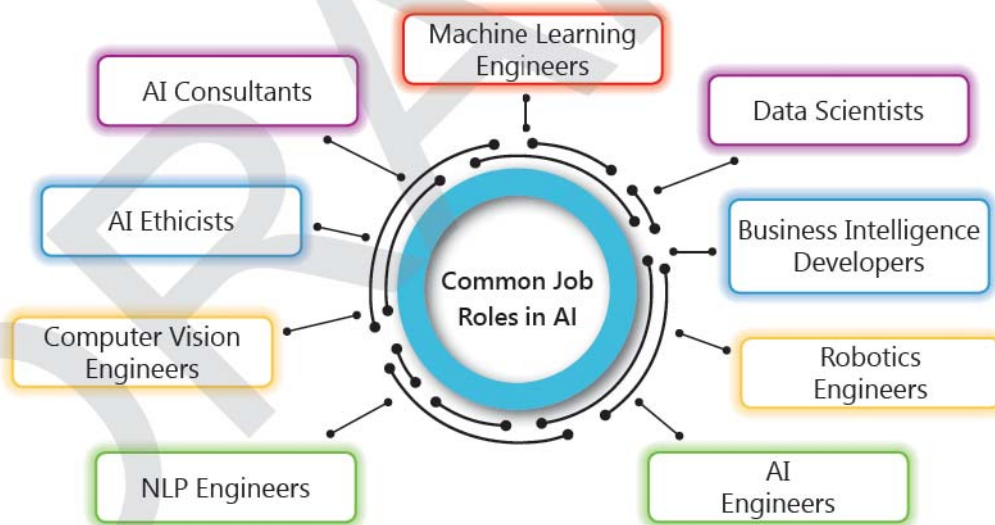 Machine Learning
Engineers
AI Consultants
Data Scientists
AI Ethicists
Business Intelligence
Developers
Common Job
Roles in AI
Computer Vision
Engineers
Robotics
Engineers
NLP Engineers
AI
Engineers